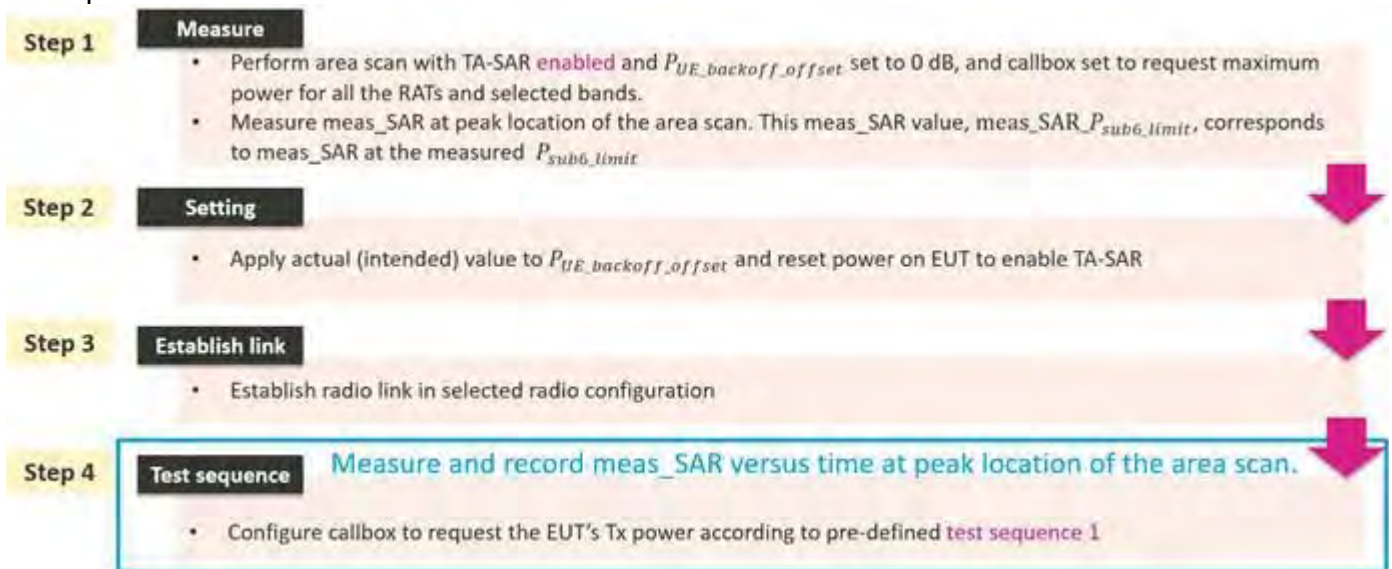 Step 1
Measure
• Perform area scan with TA-SAR enabled and P_UE_backoff_offset set to 0 dB, and callbox set to request maximum
power for all the RATs and selected bands.
• Measure meas_SAR at peak location of the area scan. This meas_SAR value, meas_SAR_P_sub6_limit, corresponds
to meas_SAR at the measured P_sub6_limit
Step 2
Setting
• Apply actual (intended) value to P_UE_backoff_offset and reset power on EUT to enable TA-SAR
Step 3
Establish link
• Establish radio link in selected radio configuration
Step 4
Test sequence
Measure and record meas_SAR versus time at peak location of the area scan.
• Configure callbox to request the EUT's Tx power according to pre-defined test sequence 1